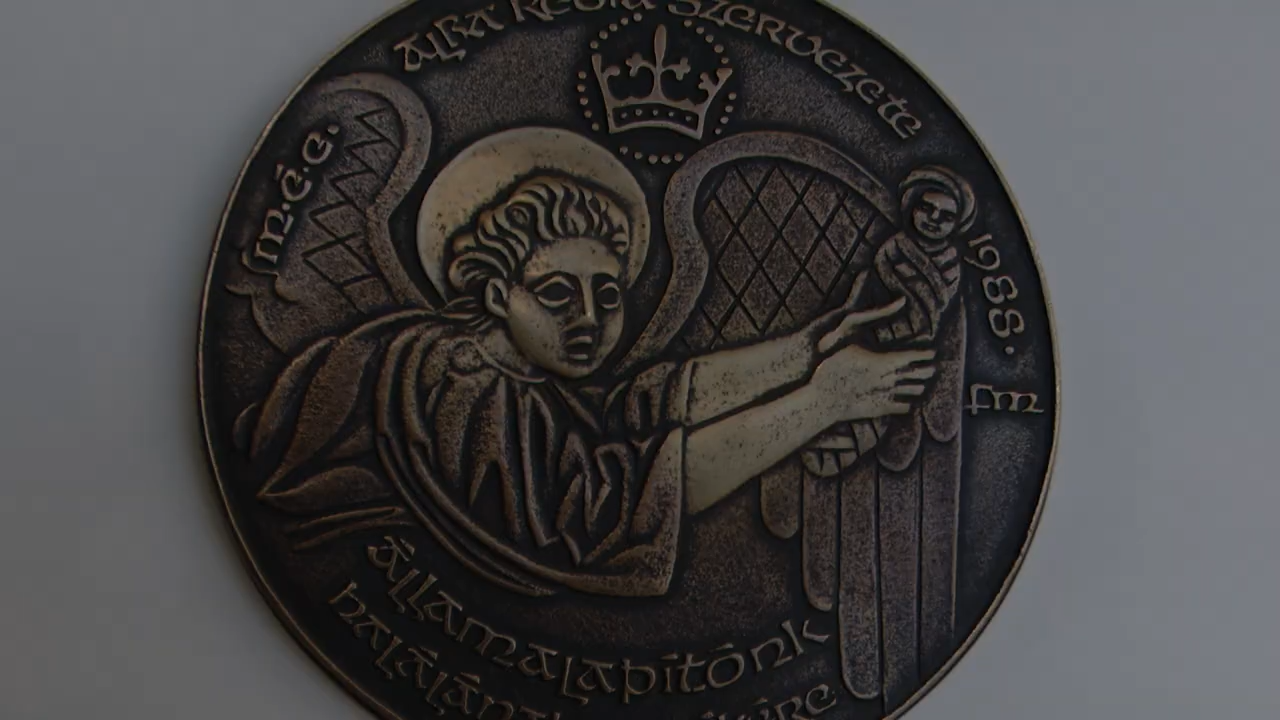 ALBA REGIA SZERVEZETE
M.É.E.
1988.
fm
ÁLLAMALAPÍTÓNK